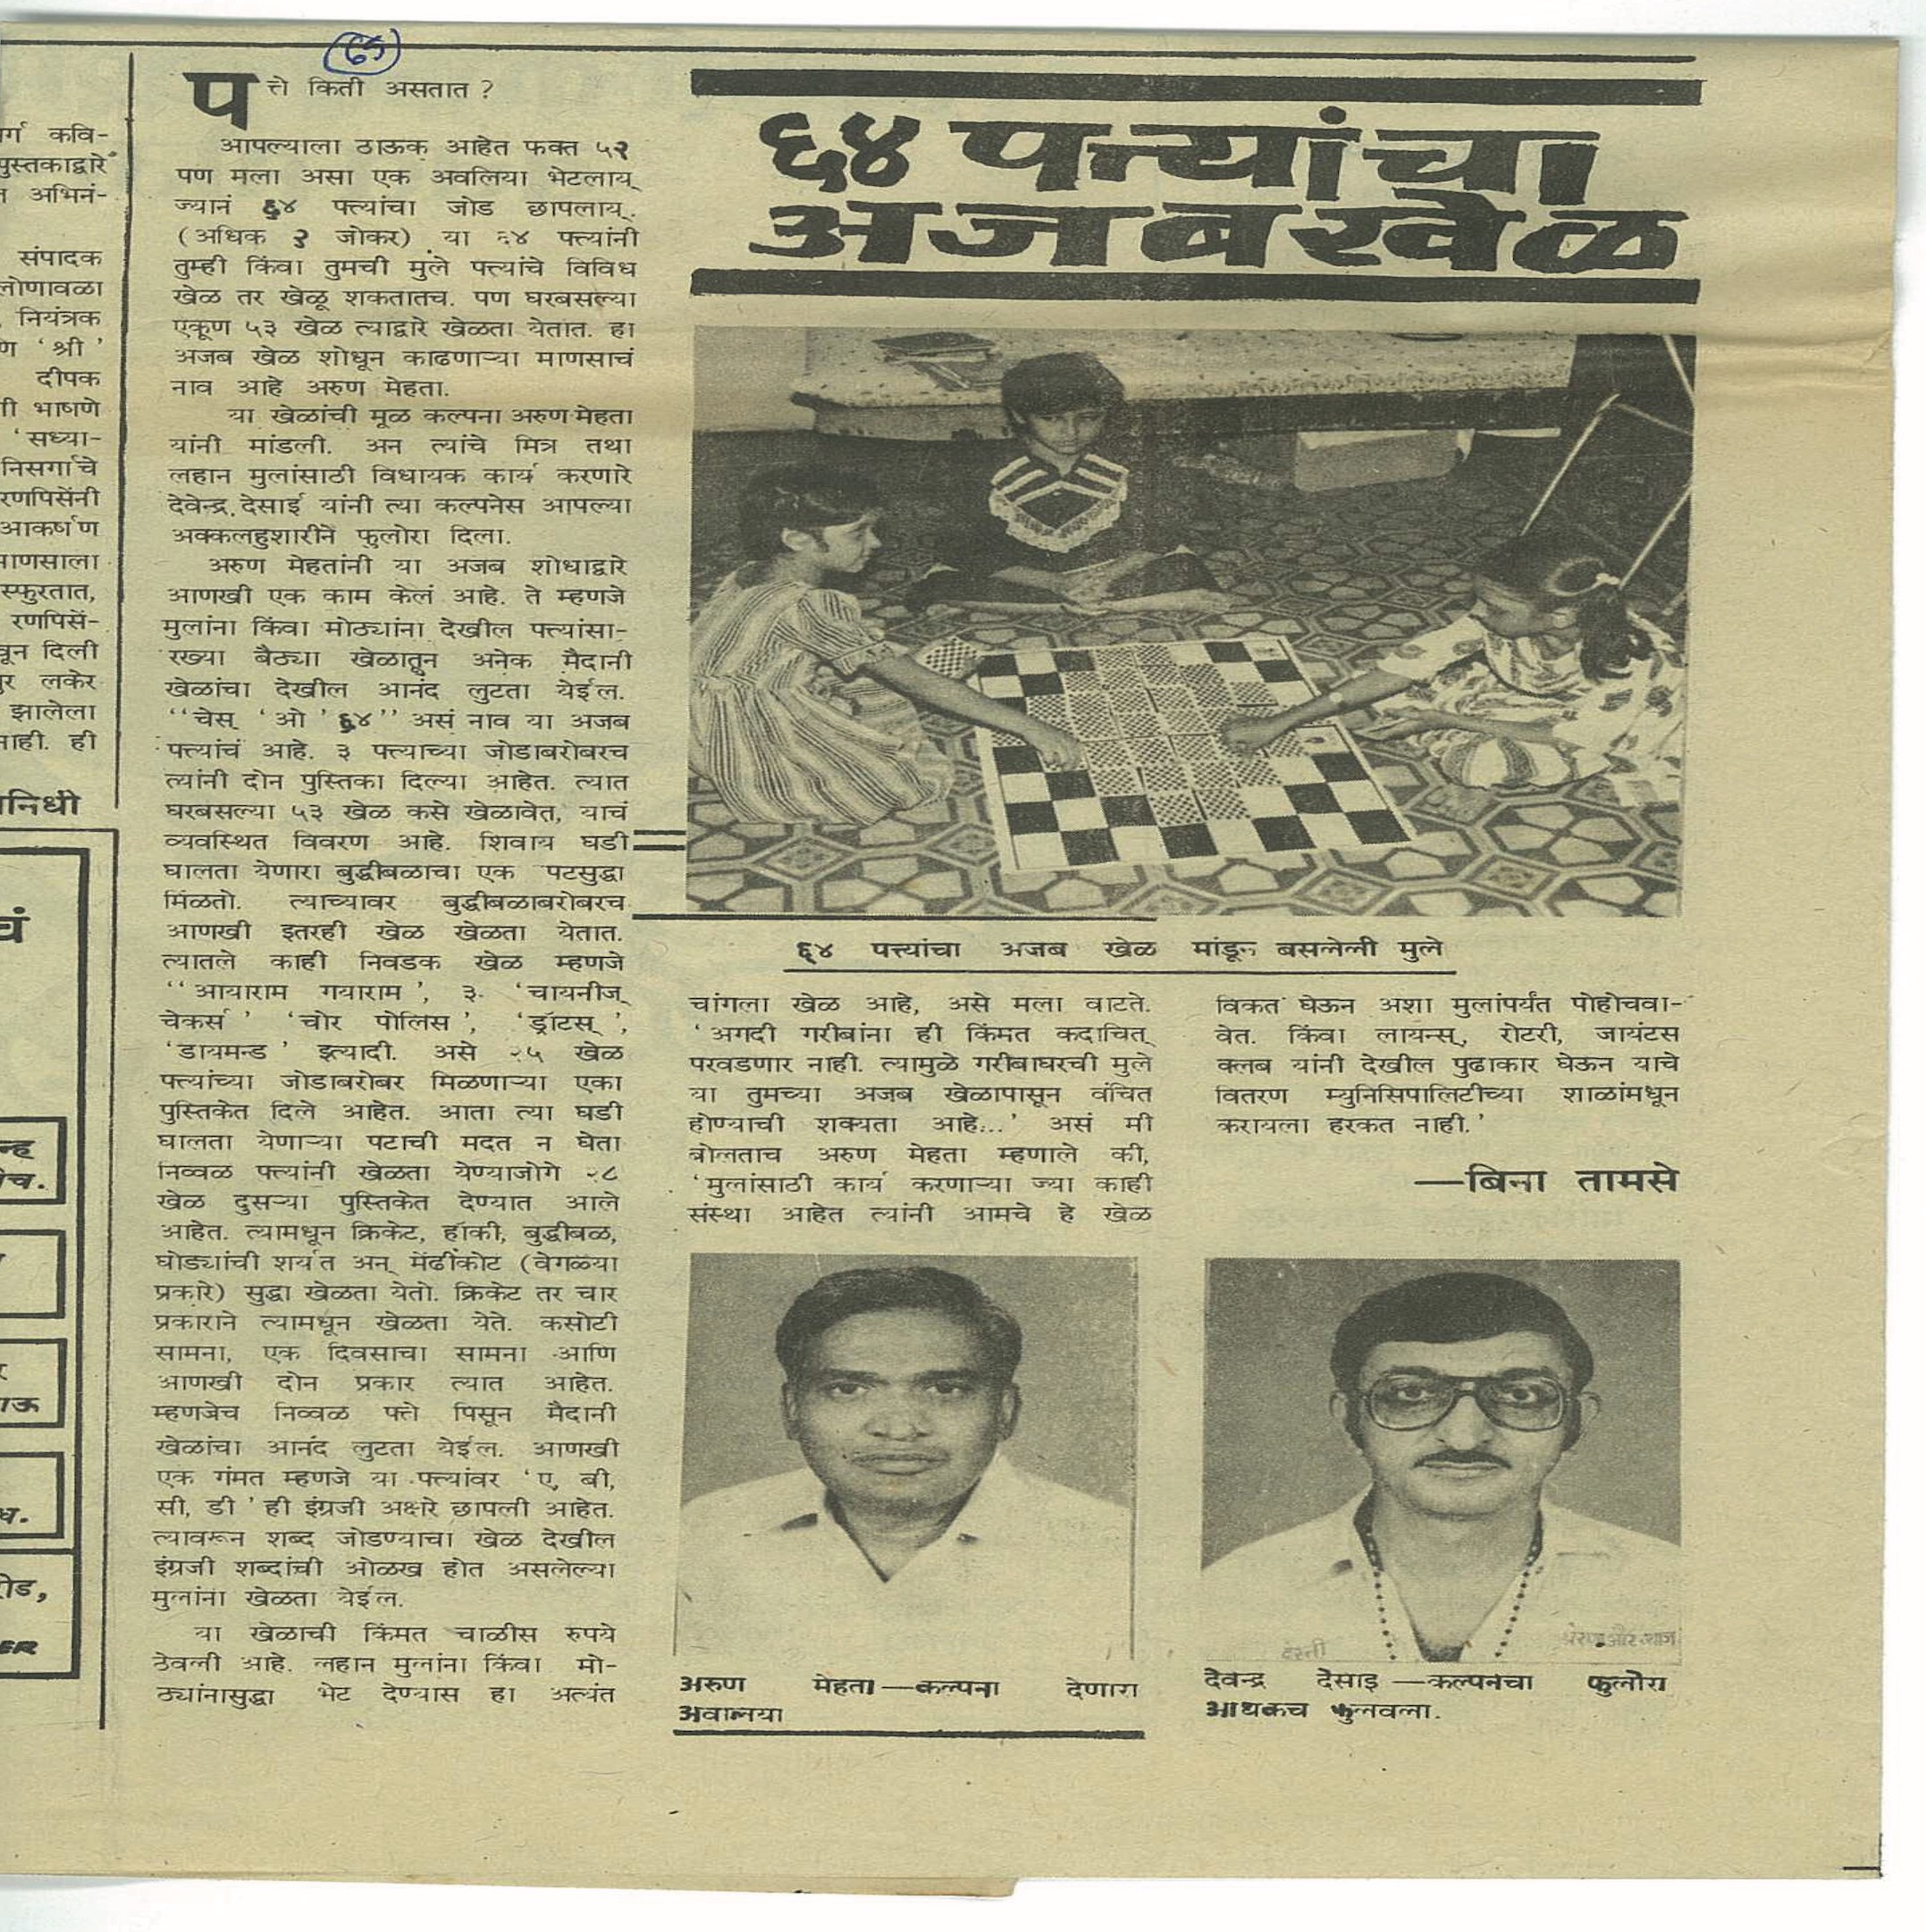 ६५
६४ पत्त्यांचा
अजब खेळ
पत्ते किती असतात ?
आपल्याला ठाऊक आहेत फक्त ५२
पण मला असा एक अवलिया भेटलाय्
ज्यानं ६४ पत्त्यांचा जोड छापलाय्.
(अधिक २ जोकर) या ६४ पत्त्यांनी
तुम्ही किंवा तुमची मुले पत्त्यांचे विविध
खेळ तर खेळू शकतातच. पण घरबसल्या
एकूण ५३ खेळ त्याद्वारे खेळता येतात. हा
अजब खेळ शोधून काढणाऱ्या माणसाचं
नाव आहे अरुण मेहता.
या खेळांची मूळ कल्पना अरुण मेहता
यांनी मांडली. अन त्यांचे मित्र तथा
लहान मुलांसाठी विधायक कार्य करणारे
देवेन्द्र देसाई यांनी त्या कल्पनेस आपल्या
अक्कलहुशारीने फुलोरा दिला.
अरुण मेहतांनी या अजब शोधाद्वारे
आणखी एक काम केलं आहे. ते म्हणजे
मुलांना किंवा मोठ्यांना देखील पत्त्यांसा-
रख्या बैठ्या खेळातून अनेक मैदानी
खेळांचा देखील आनंद लुटता येईल.
‘‘चेस् ‘ओ’ ६४’’ असं नाव या अजब
पत्त्यांचं आहे. ३ पत्त्याच्या जोडाबरोबरच
त्यांनी दोन पुस्तिका दिल्या आहेत. त्यात
घरबसल्या ५३ खेळ कसे खेळावेत, याचं
व्यवस्थित विवरण आहे. शिवाय घडी
घालता येणारा बुद्धीबळाचा एक पटसुद्धा
मिळतो. त्याच्यावर बुद्धीबळाबरोबरच
आणखी इतरही खेळ खेळता येतात.
त्यातले काही निवडक खेळ म्हणजे
‘‘आयाराम गयाराम’, ३. ‘चायनीज्
चेकर्स’ ‘चोर पोलिस’, ‘ड्रॉटस्’,
‘डायमन्ड’ इत्यादी. असे २५ खेळ
पत्त्यांच्या जोडाबरोबर मिळणाऱ्या एका
पुस्तिकेत दिले आहेत. आता त्या घडी
घालता येणाऱ्या पटाची मदत न घेता
निव्वळ पत्त्यांनी खेळता येण्याजोगे २८
खेळ दुसऱ्या पुस्तिकेत देण्यात आले
आहेत. त्यामधून क्रिकेट, हॉकी, बुद्धीबळ,
घोड्यांची शर्यत अन् मेंढीकोट (वेगळ्या
प्रकारे) सुद्धा खेळता येतो. क्रिकेट तर चार
प्रकाराने त्यामधून खेळता येते. कसोटी
सामना, एक दिवसाचा सामना आणि
आणखी दोन प्रकार त्यात आहेत.
म्हणजेच निव्वळ पत्ते पिसून मैदानी
खेळांचा आनंद लुटता येईल. आणखी
एक गंमत म्हणजे या पत्त्यांवर ‘ए, बी,
सी, डी’ ही इंग्रजी अक्षरे छापली आहेत.
त्यावरून शब्द जोडण्याचा खेळ देखील
इंग्रजी शब्दांची ओळख होत असलेल्या
मुलांना खेळता येईल.
या खेळाची किंमत चाळीस रुपये
ठेवली आहे. लहान मुलांना किंवा मो-
ठ्यांनासुद्धा भेट देण्यास हा अत्यंत
६४ पत्त्यांचा अजब खेळ मांडून बसलेली मुले
चांगला खेळ आहे, असे मला वाटते.
‘अगदी गरीबांना ही किंमत कदाचित्
परवडणार नाही. त्यामुळे गरीबाघरची मुले
या तुमच्या अजब खेळापासून वंचित
होण्याची शक्यता आहे...’ असं मी
बोलताच अरुण मेहता म्हणाले की,
‘मुलांसाठी कार्य करणाऱ्या ज्या काही
संस्था आहेत त्यांनी आमचे हे खेळ
विकत घेऊन अशा मुलांपर्यंत पोहोचवा-
वेत. किंवा लायन्स्, रोटरी, जायंटस
क्लब यांनी देखील पुढाकार घेऊन याचे
वितरण म्युनिसिपालिटीच्या शाळांमधून
करायला हरकत नाही.’
—बिना तामसे
अरुण मेहता—कल्पना देणारा
अवलिया
देवेन्द्र देसाई—कल्पनेचा फुलोरा
अधिकच फुलवला.
कवि-
पुस्तकाद्वारे
अभिनं-
संपादक
लोणावळा
नियंत्रक
‘श्री’
दीपक
भाषणे
‘सध्या-
निसर्गाचे
रणपिसेंनी
आकर्षण
माणसाला
स्फुरतात,
रणपिसें-
दिली
लकेर
झालेला
नाही. ही